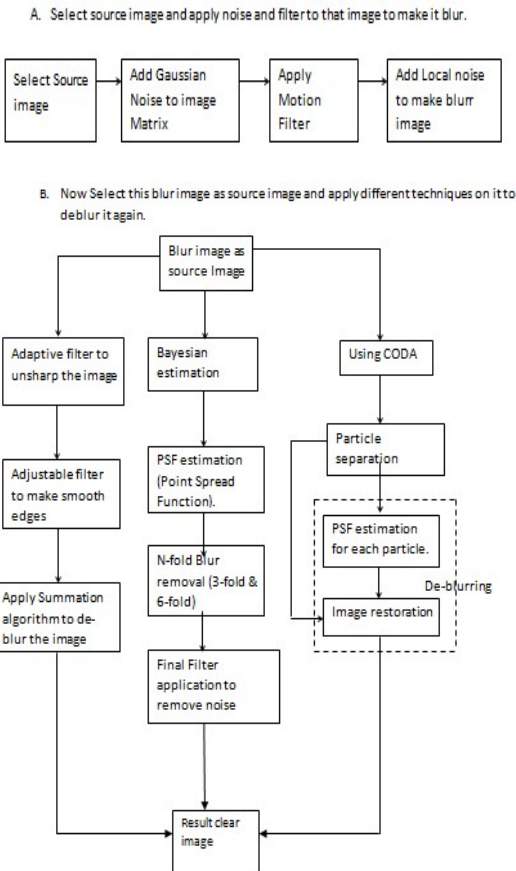 A. Select source image and apply noise and filter to that image to make it blur.
Select Source
image
Add Gaussian
Noise to image
Matrix
Apply
Motion
Filter
Add Local noise
to make blurr
image
B. Now Select this blur image as source image and apply different techniques on it to
deblur it again.
Blur image as
source Image
Adaptive filter to
unsharp the image
Adjustable filter
to make smooth
edges
Apply Summation
algorithm to de-
blur the image
Bayesian
estimation
PSF estimation
(Point Spread
Function).
N-fold Blur
removal (3-fold &
6-fold)
Final Filter
application to
remove noise
Using CODA
Particle
separation
PSF estimation
for each particle.
De-blurring
Image restoration
Result clear
image